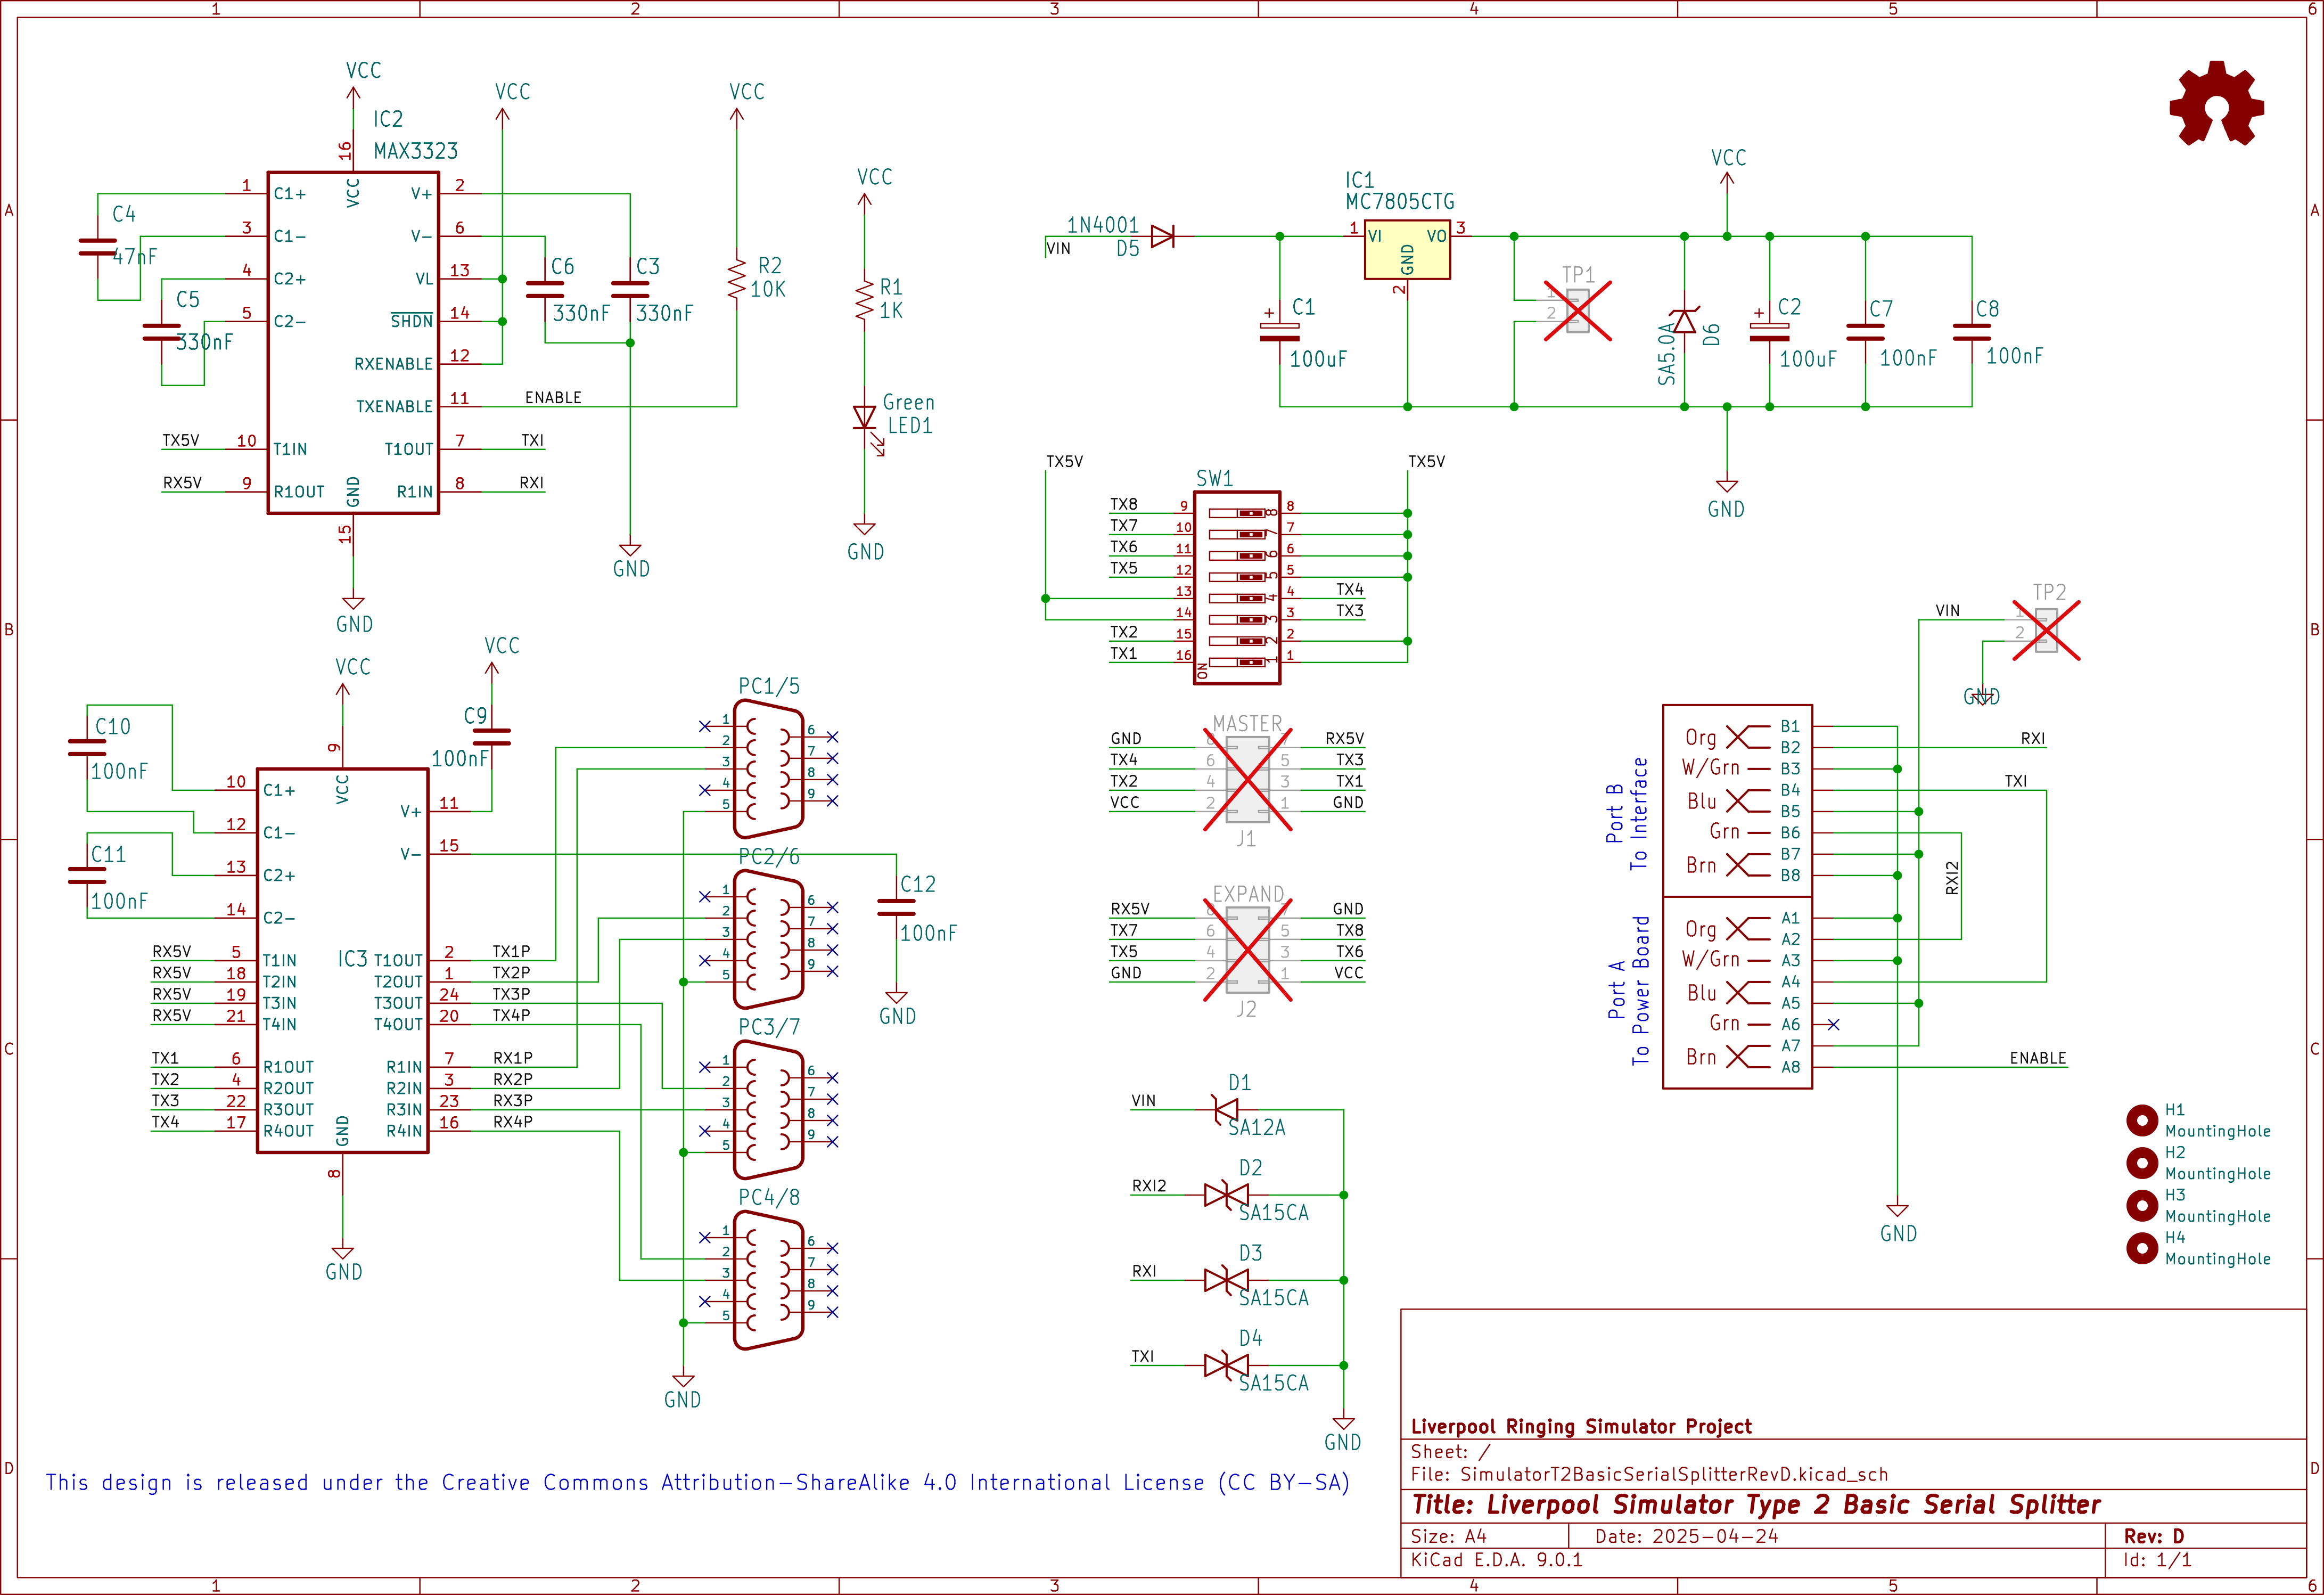 1 2 3 4 5 6
A
B
C
D
VCC
IC2
MAX3323
16
VCC
1 C1+
3 C1-
4 C2+
5 C2-
10 T1IN
9 R1OUT
TX5V
RX5V
V+ 2
V- 6
VL 13
SHDN 14
RXENABLE 12
TXENABLE 11
T1OUT 7
R1IN 8
ENABLE
TXI
RXI
GND
15
GND
C4
47nF
C5
330nF
VCC
C6
330nF
C3
330nF
GND
VCC
R2
10K
VCC
R1
1K
Green
LED1
GND
VIN
1N4001
D5
C1
100uF
IC1
MC7805CTG
1 VI
VO 3
GND
2
TP1
1
2
SA5.0A
D6
VCC
C2
100uF
C7
100nF
C8
100nF
GND
TX5V
TX5V
SW1
TX8 9 8 8
TX7 10 7 7
TX6 11 6 6
TX5 12 5 5
13 4 4 TX4
14 3 3 TX3
TX2 15 2 2
TX1 16 1 1
ON
VCC
9
VCC
C10
100nF
C11
100nF
10 C1+
12 C1-
13 C2+
14 C2-
RX5V 5 T1IN
RX5V 18 T2IN
RX5V 19 T3IN
RX5V 21 T4IN
TX1 6 R1OUT
TX2 4 R2OUT
TX3 22 R3OUT
TX4 17 R4OUT
IC3
VCC
C9
100nF
V+ 11
V- 15
T1OUT 2 TX1P
T2OUT 1 TX2P
T3OUT 24 TX3P
T4OUT 20 TX4P
R1IN 7 RX1P
R2IN 3 RX2P
R3IN 23 RX3P
R4IN 16 RX4P
GND
8
GND
PC1/5
1 6
2 7
3 8
4 9
5
PC2/6
1 6
2 7
3 8
4 9
5
PC3/7
1 6
2 7
3 8
4 9
5
PC4/8
1 6
2 7
3 8
4 9
5
GND
C12
100nF
GND
MASTER
GND RX5V
TX4 6 5 TX3
TX2 4 3 TX1
VCC 2 1 GND
J1
EXPAND
RX5V GND
TX7 6 5 TX8
TX5 4 3 TX6
GND 2 1 VCC
J2
D1
VIN
SA12A
D2
RXI2
SA15CA
D3
RXI
SA15CA
D4
TXI
SA15CA
GND
TP2
VIN 1
2
GND
Port B
To Interface
Org B1
B2 RXI
W/Grn B3
Blu B4 TXI
B5
Grn B6
Brn B7
B8
RXI2
Port A
To Power Board
Org A1
A2
W/Grn A3
Blu A4
A5
Grn A6
Brn A7
A8 ENABLE
GND
H1
MountingHole
H2
MountingHole
H3
MountingHole
H4
MountingHole
This design is released under the Creative Commons Attribution-ShareAlike 4.0 International License (CC BY-SA)
Liverpool Ringing Simulator Project
Sheet: /
File: SimulatorT2BasicSerialSplitterRevD.kicad_sch
Title: Liverpool Simulator Type 2 Basic Serial Splitter
Size: A4 Date: 2025-04-24 Rev: D
KiCad E.D.A. 9.0.1 Id: 1/1
A
B
C
D
1 2 3 4 5 6